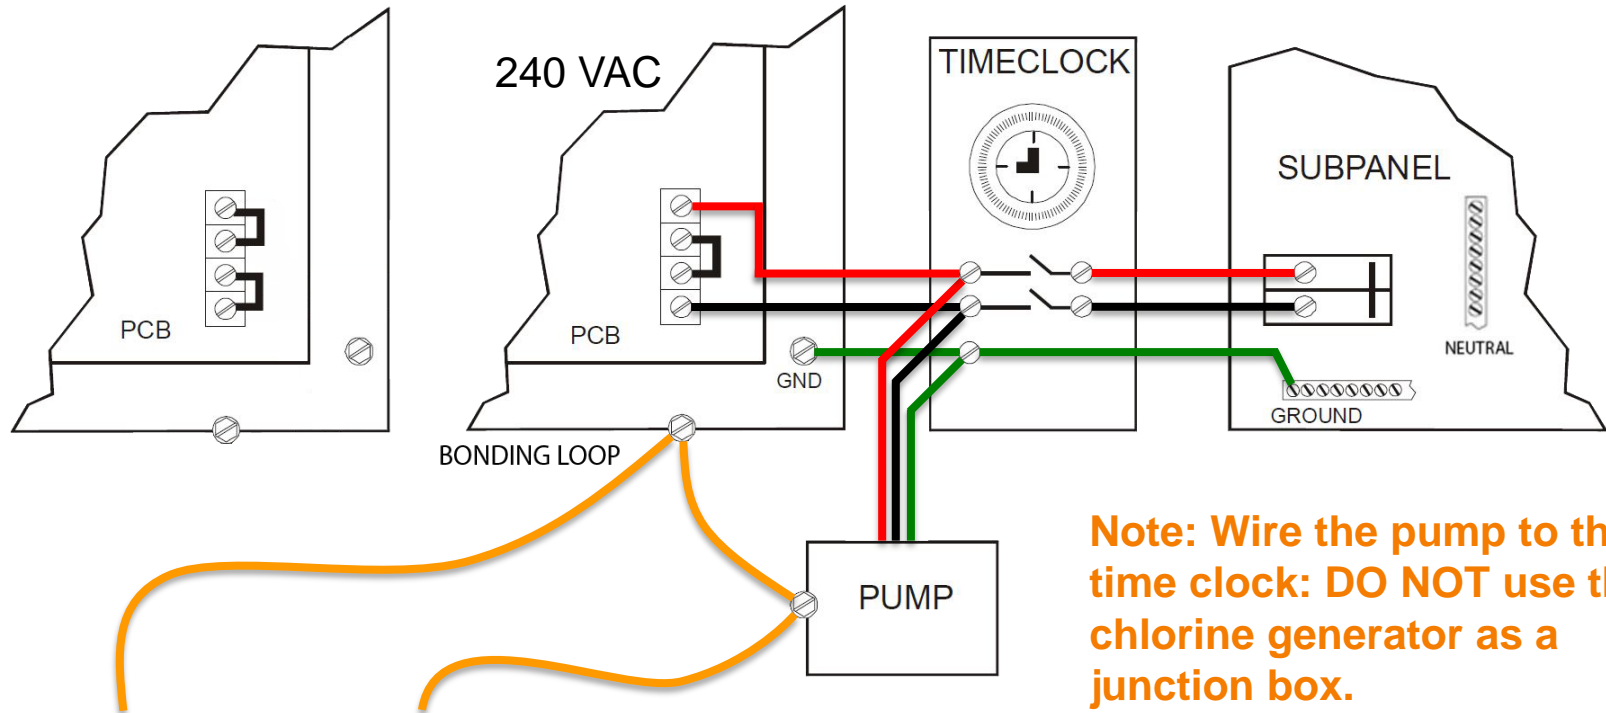 240 VAC
TIMECLOCK
SUBPANEL
PCB
PCB
NEUTRAL
GND
GROUND
BONDING LOOP
PUMP
Note: Wire the pump to th
time clock: DO NOT use t
chlorine generator as a
junction box.